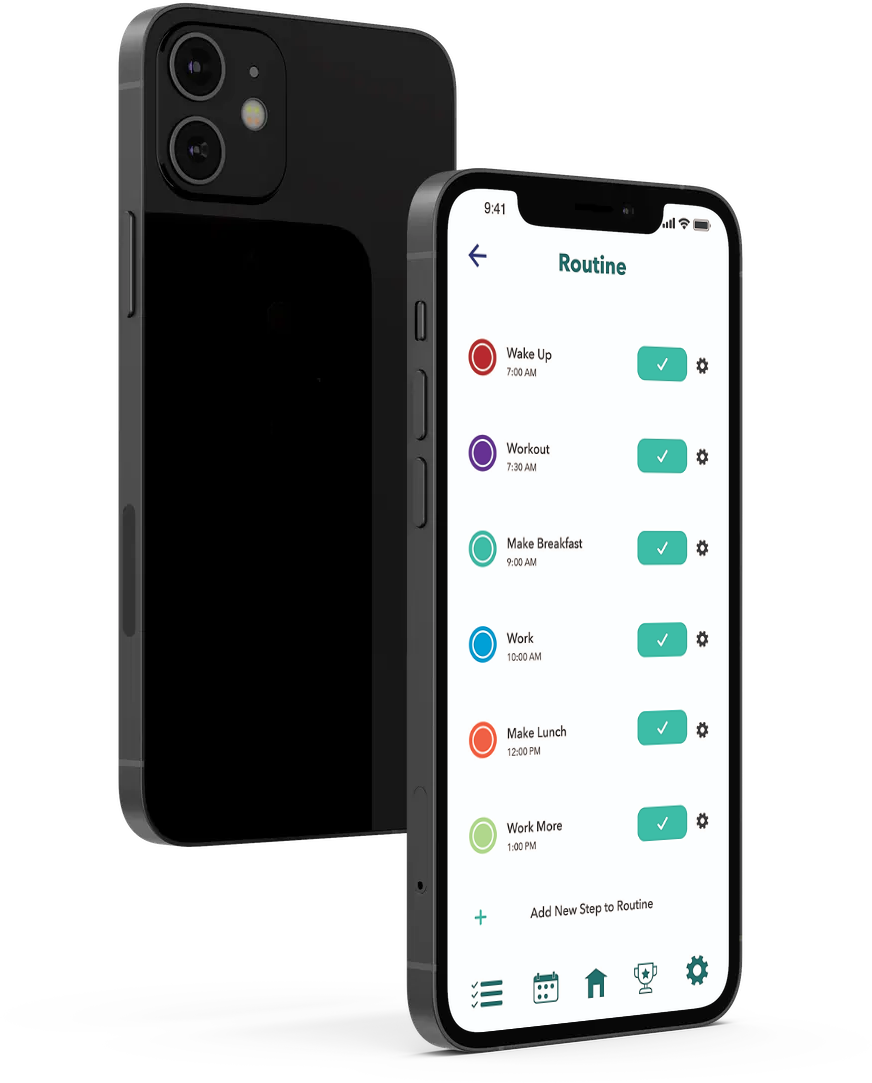 9:41
Routine
Wake Up
7:00 AM
Workout
7:30 AM
Make Breakfast
9:00 AM
Work
10:00 AM
Make Lunch
12:00 PM
Work More
1:00 PM
Add New Step to Routine